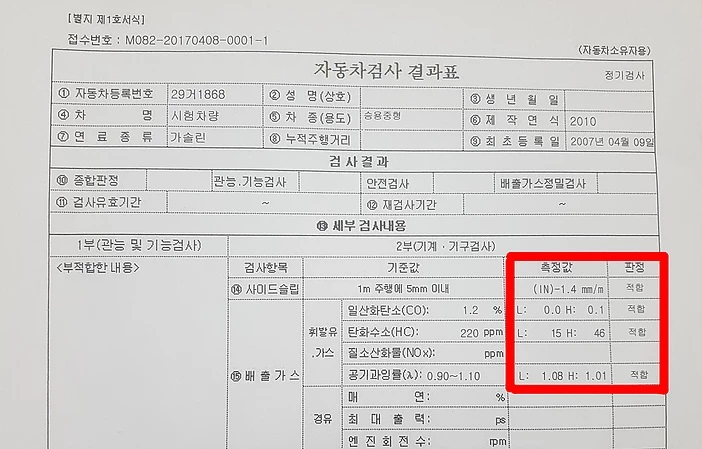 [별지 제1호서식]
접수번호 : M082-20170408-0001-1
(자동차소유자용)
자동차검사 결과표 정기검사
① 자동차등록번호 29거1868 ② 성 명(상호) ③ 생 년 월 일
④ 차 명 시험차량 ⑤ 차 종(용도) 승용중형 ⑥ 제 작 연 식 2010
⑦ 연 료 종 류 가솔린 ⑧ 누적주행거리 ⑨ 최 초 등 록 일 2007년 04월 09일
검 사 결 과
⑩ 종합판정 관능.기능검사 안전검사 배출가스정밀검사
⑪ 검사유효기간 ~ ⑫ 재검사기간 ~
⑬ 세부 검사내용
1부(관능 및 기능검사) 2부(기계ㆍ기구검사)
<부적합한 내용> 검사항목 기준값 측정값 판정
⑭ 사이드슬립 1m 주행에 5mm 이내 (IN)-1.4 mm/m 적합
일산화탄소(CO): 1.2 % L: 0.0 H: 0.1 적합
휘발유 탄화수소(HC): 220 ppm L: 15 H: 46 적합
.가스 질소산화물(NOx): ppm
⑮ 배 출 가 스 공기과잉률(λ): 0.90~1.10 L: 1.08 H: 1.01 적합
매 연: %
경유 최 대 출 력: ps
엔 진 회 전 수: rpm